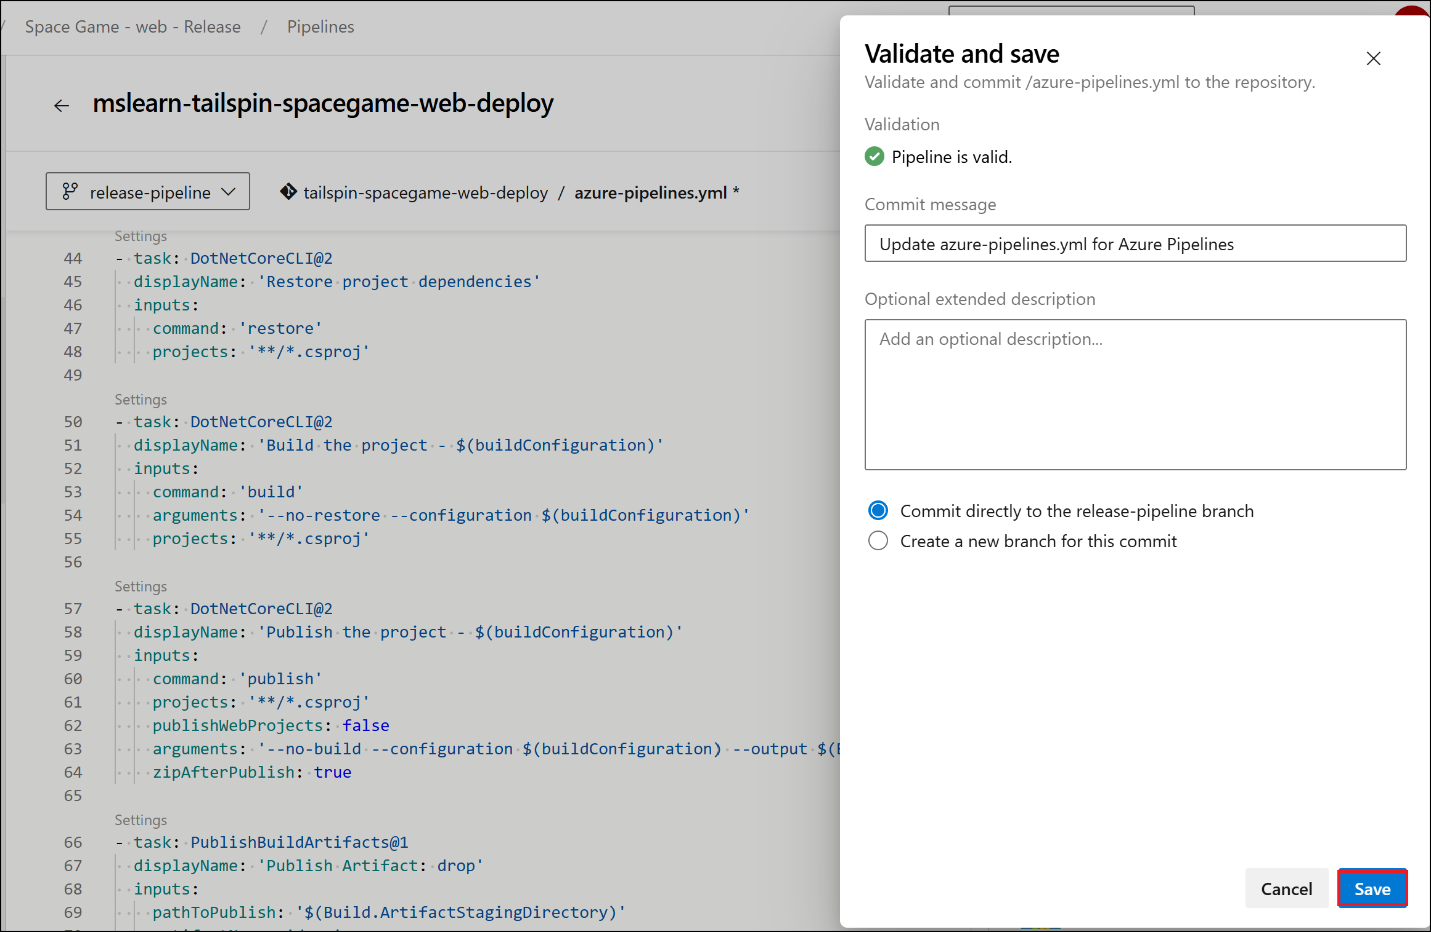 / Space Game - web - Release / Pipelines
mslearn-tailspin-spacegame-web-deploy
release-pipeline
tailspin-spacegame-web-deploy / azure-pipelines.yml *
Settings
44 - task: DotNetCoreCLI@2
45 displayName: 'Restore project dependencies'
46 inputs:
47 command: 'restore'
48 projects: '**/*.csproj'
49
Settings
50 - task: DotNetCoreCLI@2
51 displayName: 'Build the project - $(buildConfiguration)'
52 inputs:
53 command: 'build'
54 arguments: '--no-restore --configuration $(buildConfiguration)'
55 projects: '**/*.csproj'
56
Settings
57 - task: DotNetCoreCLI@2
58 displayName: 'Publish the project - $(buildConfiguration)'
59 inputs:
60 command: 'publish'
61 projects: '**/*.csproj'
62 publishWebProjects: false
63 arguments: '--no-build --configuration $(buildConfiguration) --output $(
64 zipAfterPublish: true
65
Settings
66 - task: PublishBuildArtifacts@1
67 displayName: 'Publish Artifact: drop'
68 inputs:
69 pathToPublish: '$(Build.ArtifactStagingDirectory)'
Validate and save
Validate and commit /azure-pipelines.yml to the repository.
Validation
Pipeline is valid.
Commit message
Update azure-pipelines.yml for Azure Pipelines
Optional extended description
Add an optional description...
Commit directly to the release-pipeline branch
Create a new branch for this commit
Cancel
Save